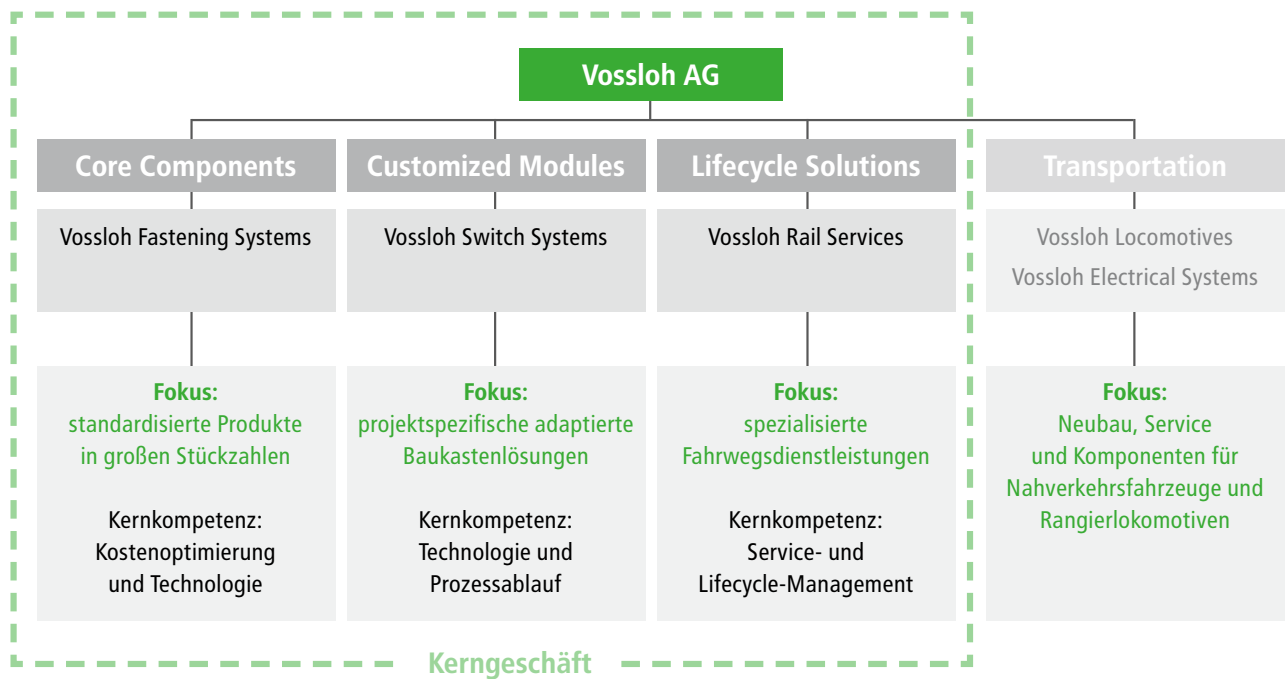 Vossloh AG
Core Components
Customized Modules
Lifecycle Solutions
Transportation
Vossloh Fastening Systems
Vossloh Switch Systems
Vossloh Rail Services
Vossloh Locomotives
Vossloh Electrical Systems
Fokus:
standardisierte Produkte
in großen Stückzahlen
Kernkompetenz:
Kostenoptimierung
und Technologie
Fokus:
projektspezifische adaptierte
Baukastenlösungen
Kernkompetenz:
Technologie und
Prozessablauf
Fokus:
spezialisierte
Fahrwegsdienstleistungen
Kernkompetenz:
Service- und
Lifecycle-Management
Fokus:
Neubau, Service
und Komponenten für
Nahverkehrsfahrzeuge und
Rangierlokomotiven
Kerngeschäft